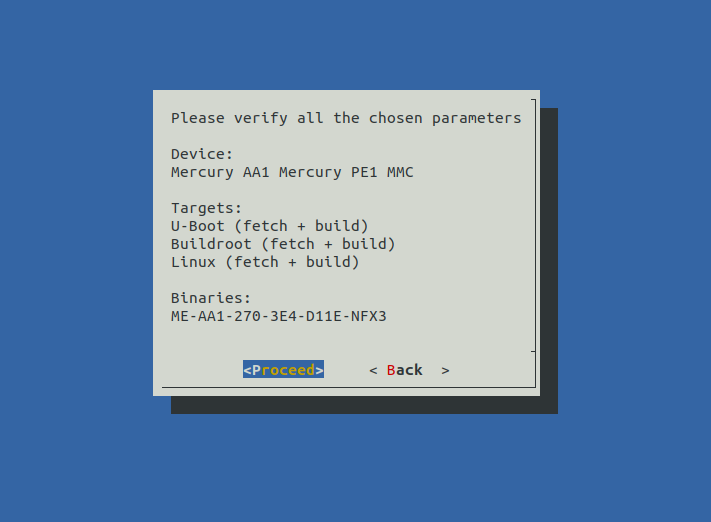 Please verify all the chosen parameters
Device:
Mercury AA1 Mercury PE1 MMC
Targets:
U-Boot (fetch + build)
Buildroot (fetch + build)
Linux (fetch + build)
Binaries:
ME-AA1-270-3E4-D11E-NFX3
<Proceed> < Back >